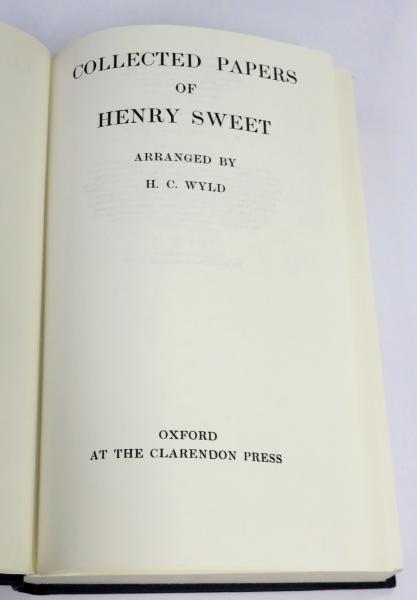 COLLECTED PAPERS
OF
HENRY SWEET
ARRANGED BY
H. C. WYLD
OXFORD
AT THE CLARENDON PRESS